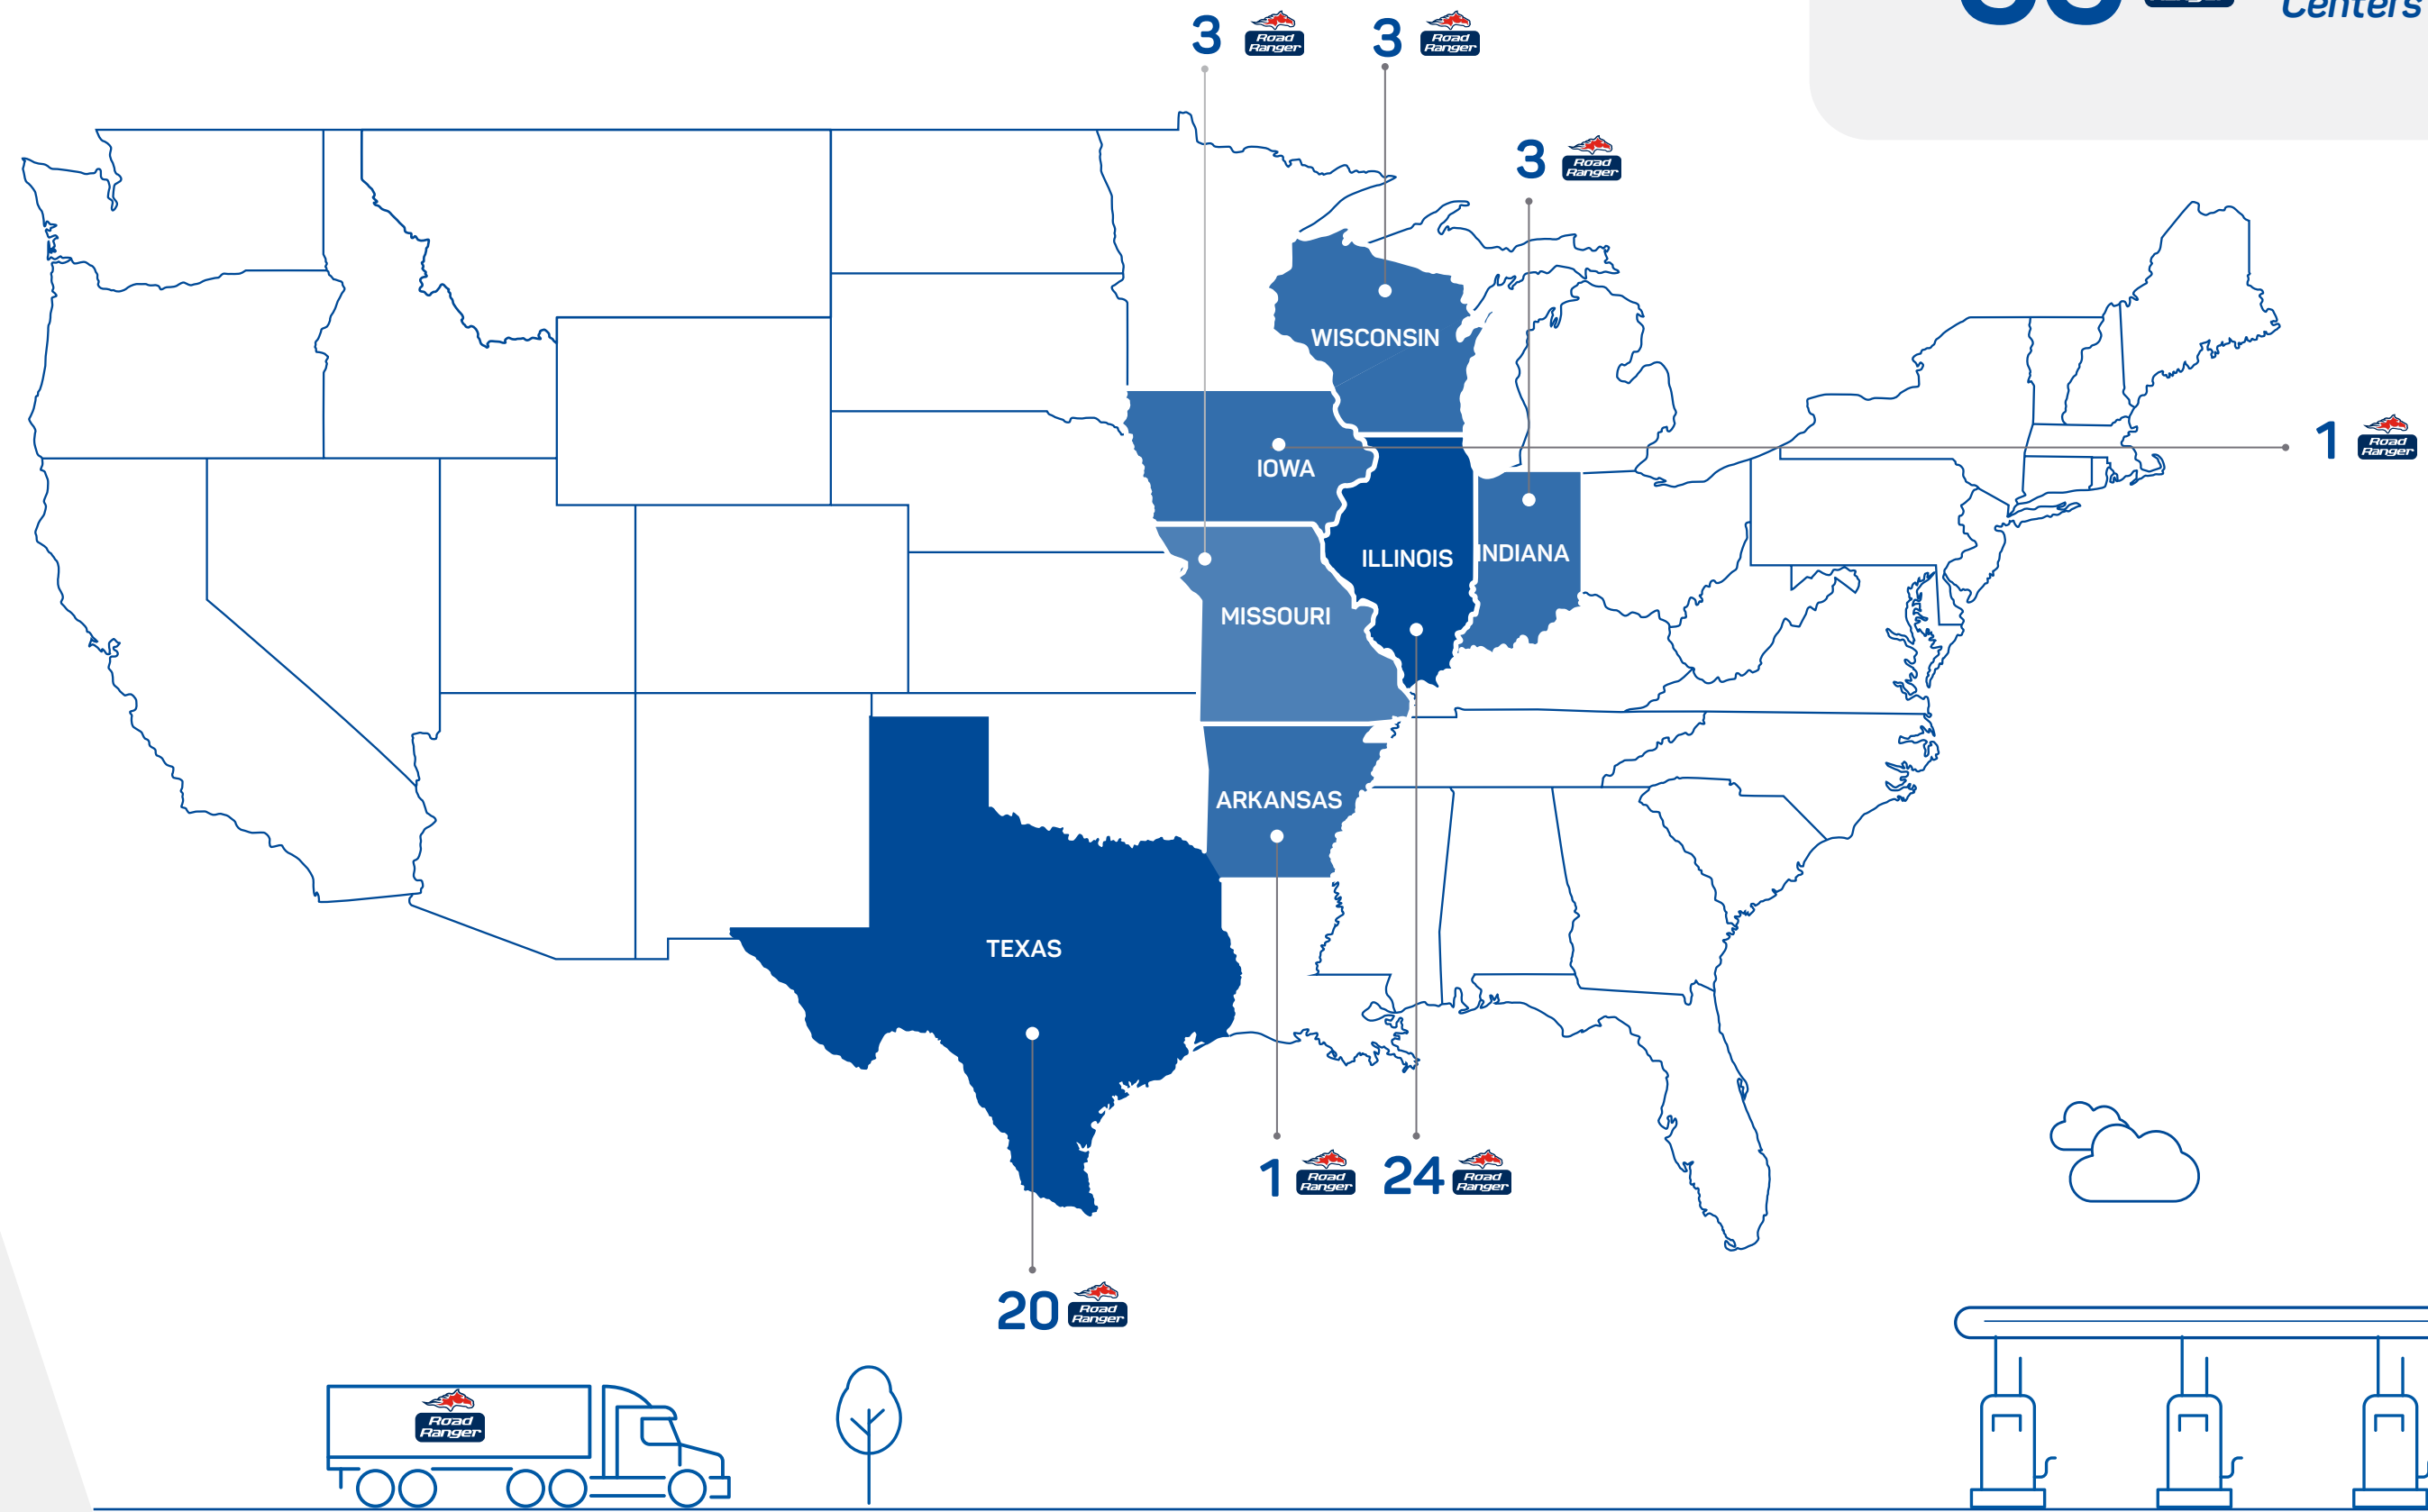 Centers
3 Road Ranger
3 Road Ranger
3 Road Ranger
WISCONSIN
1 Road Ranger
IOWA
ILLINOIS
INDIANA
MISSOURI
ARKANSAS
TEXAS
1 Road Ranger
24 Road Ranger
20 Road Ranger
Road
Ranger